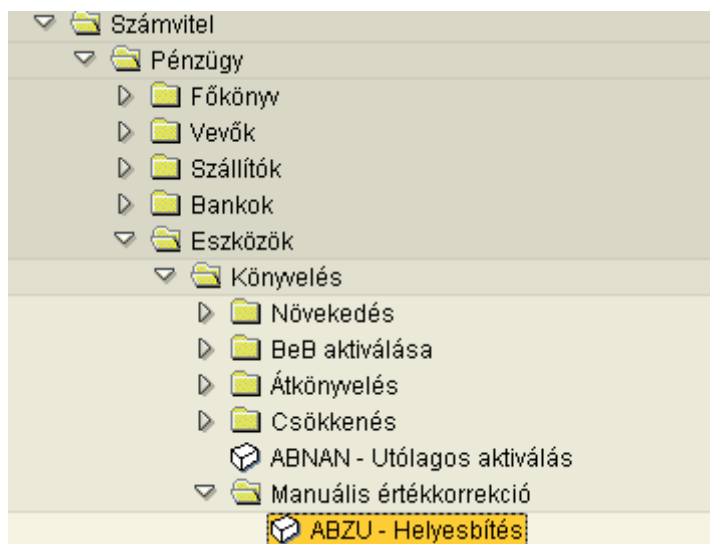 Számvitel
Pénzügy
Főkönyv
Vevők
Szállítók
Bankok
Eszközök
Könyvelés
Növekedés
BeB aktiválása
Átkönyvelés
Csökkenés
ABNAN - Utólagos aktiválás
Manuális értékkorrekció
ABZU - Helyesbítés